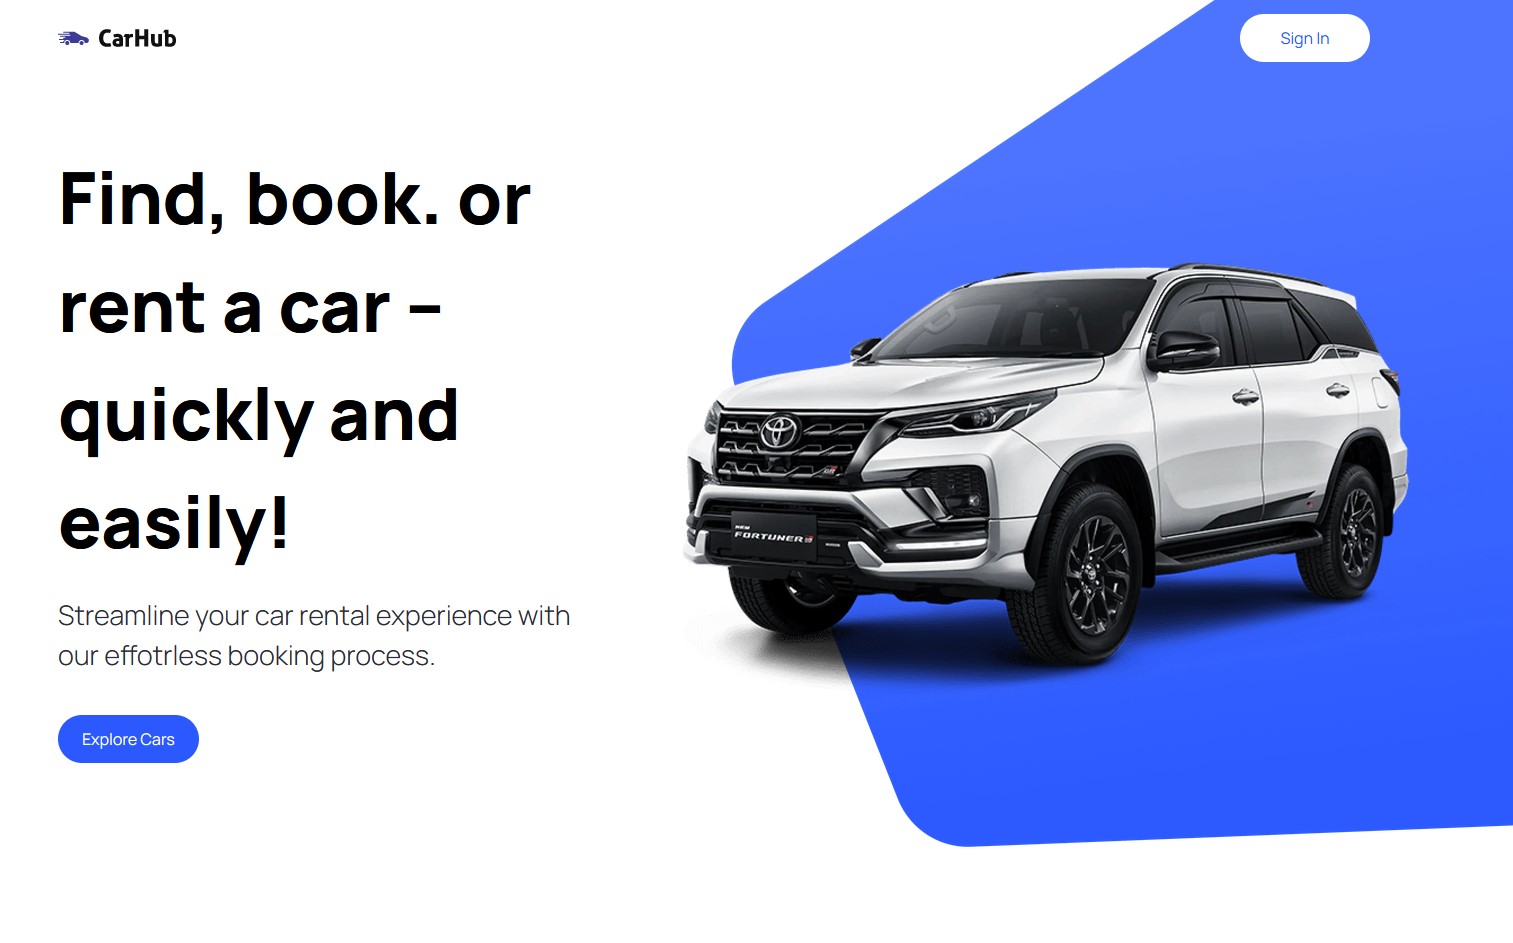 CarHub
Sign In
Find, book. or
rent a car –
quickly and
easily!
Streamline your car rental experience with
our effotrless booking process.
Explore Cars
NEW
FORTUNER GR